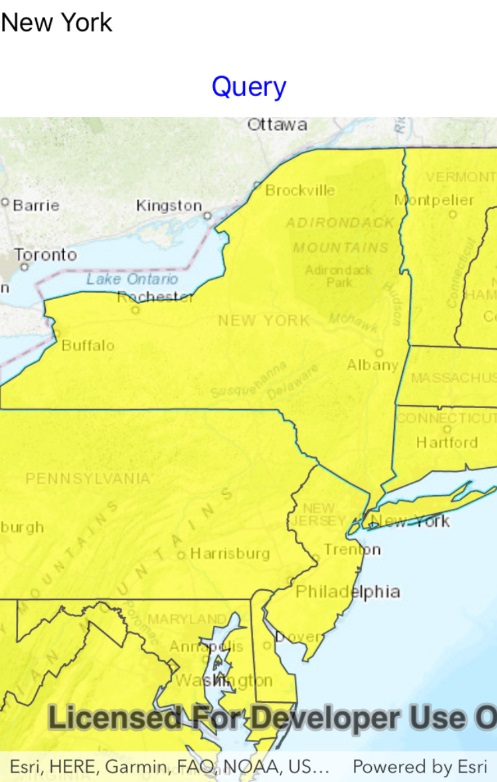 New York
Query
Ottawa
Brockville
VERMONT
Montpelier
Barrie
Kingston
ADIRONDACK
MOUNTAINS
Adirondack
Park
Toronto
Lake Ontario
Rochester
Hudson
Connecticut
NEW YORK
Mohawk
Buffalo
Albany
Susquehanna
Delaware
MASSACHUS
CONNECTICUT
Hartford
PENNSYLVANIA
NEW
JERSEY
New York
burgh
MOUNTAINS
Harrisburg
Trenton
Philadelphia
MARYLAND
Potomac
Dover
Annapolis
Washington
Licensed For Developer Use O
Esri, HERE, Garmin, FAO, NOAA, US... Powered by Esri